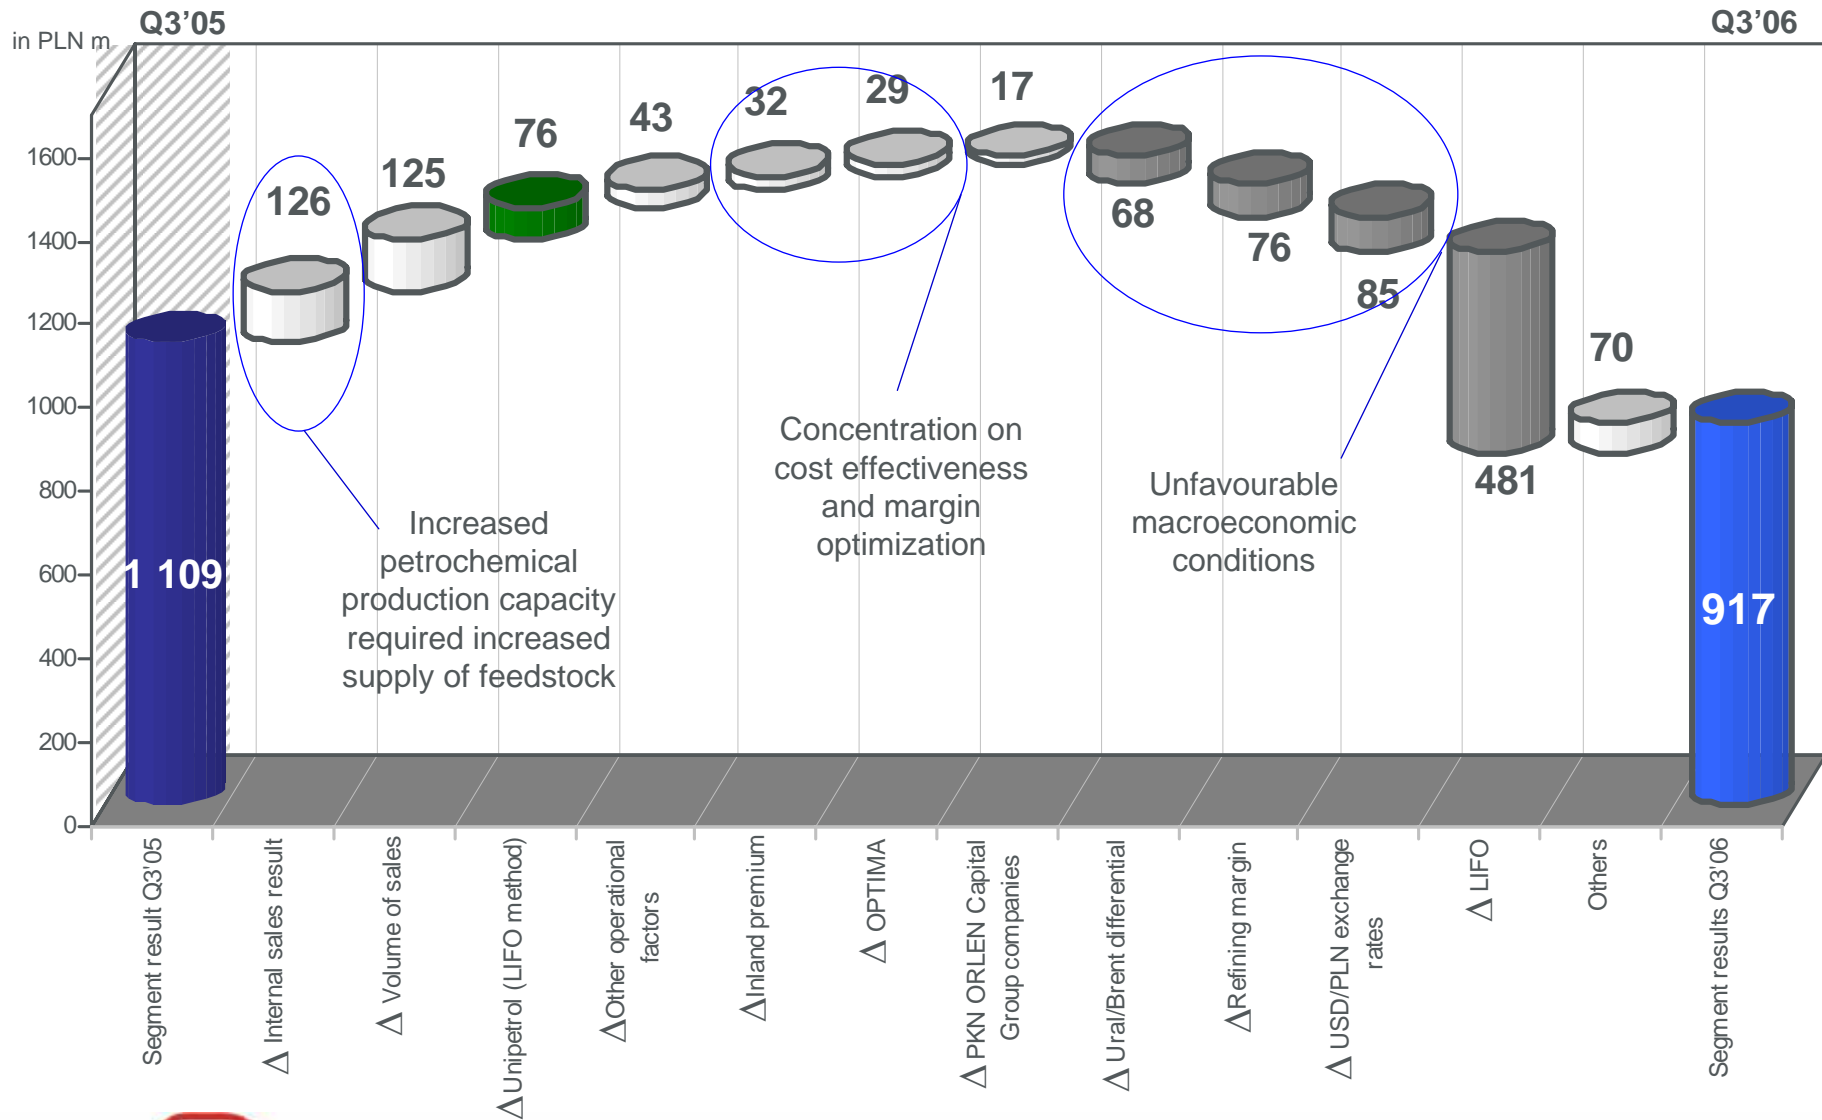 Q3’05
Q3’06
in PLN m
1600
1400
1200
1000
800
600
400
200
0
1 109
126
125
76
43
32
29
17
68
76
85
481
70
917
Increased
petrochemical
production capacity
required increased
supply of feedstock
Concentration on
cost effectiveness
and margin
optimization
Unfavourable
macroeconomic
conditions
Segment result Q3’05
Δ Internal sales result
Δ Volume of sales
Δ Unipetrol (LIFO method)
Δ Other operational
factors
Δ Inland premium
Δ OPTIMA
Δ PKN ORLEN Capital
Group companies
Δ Ural/Brent differential
Δ Refining margin
Δ USD/PLN exchange
rates
Δ LIFO
Others
Segment results Q3’06